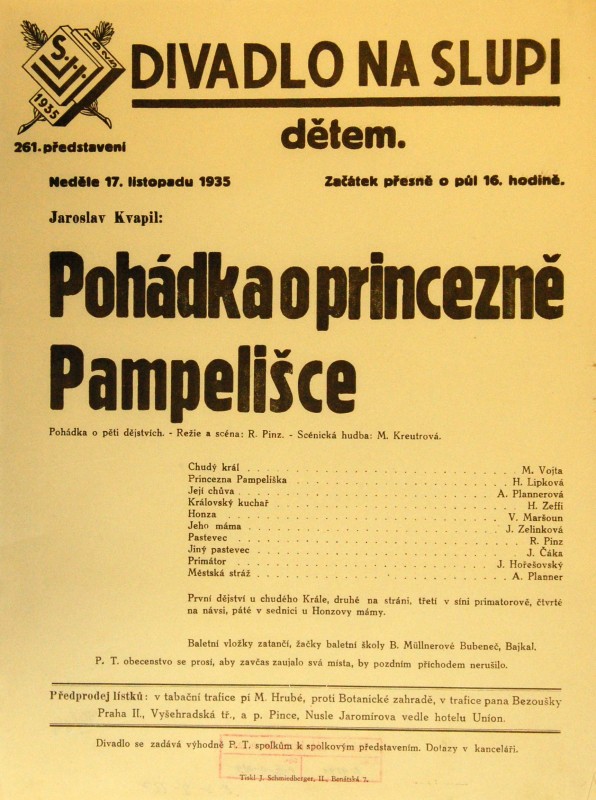 S.I.I.
1935
DIVADLO NA SLUPI
dětem.
261. představení
Neděle 17. listopadu 1935 Začátek přesně o půl 16. hodině.
Jaroslav Kvapil:
Pohádka o princezně
Pampelišce
Pohádka o pěti dějstvích. - Režie a scéna: R. Pinz. - Scénická hudba: M. Kreutrová.
Chudý král . . . . . M. Vojta
Princezna Pampeliška . . . . . H. Lipková
Její chůva . . . . . A. Plannerová
Královský kuchař . . . . . H. Zeffi
Honza . . . . . V. Maršoun
Jeho máma . . . . . J. Zelinková
Pastevec . . . . . R. Pinz
Jiný pastevec . . . . . J. Čáka
Primátor . . . . . J. Hořešovský
Městská stráž . . . . . A. Planner
První dějství u chudého Krále, druhé na stráni, třetí v síni primatorově, čtvrté
na návsi, páté v sednici u Honzovy mámy.
Baletní vložky zatančí, žačky baletní školy B. Müllnerové Bubeneč, Bajkal.
P. T. obecenstvo se prosí, aby zavčas zaujalo svá místa, by pozdním příchodem nerušilo.
Předprodej lístků: v tabační trafice pí M. Hrubé, proti Botanické zahradě, v trafice pana Bezoušky
Praha II., Vyšehradská tř., a p. Pince, Nusle Jaromírova vedle hotelu Union.
Divadlo se zadává výhodně P. T. spolkům k spolkovým představením. Dotazy v kanceláři.
Tiskl J. Schmiedberger, II., Benátská 7.